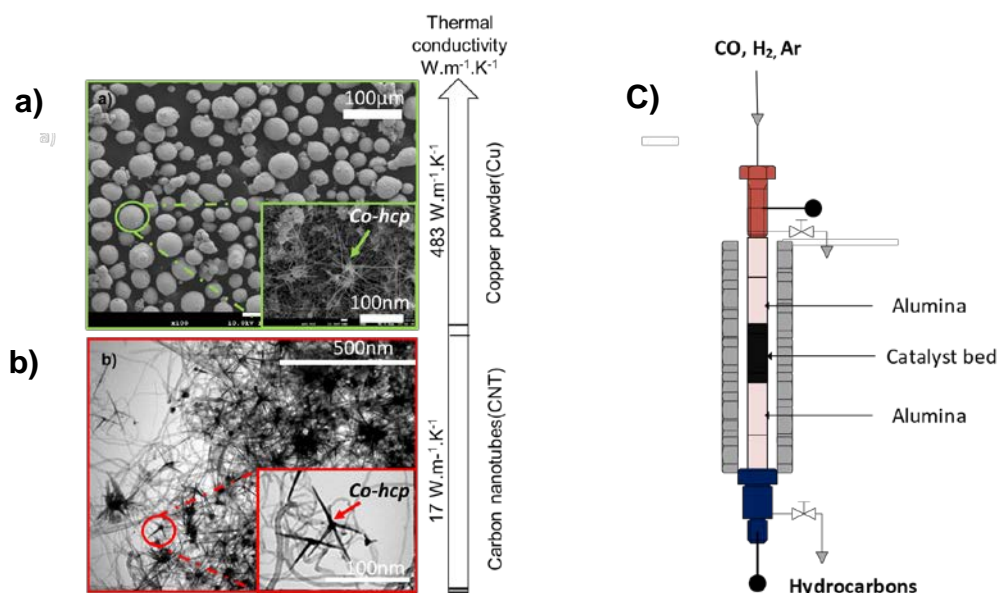 Thermal
conductivity
W.m⁻¹.K⁻¹
a)
a)
a)
100µm
Co-hcp
100nm
x100
483 W.m⁻¹.K⁻¹
Copper powder(Cu)
b)
b)
500nm
Co-hcp
100nm
17 W.m-¹.K⁻¹
Carbon nanotubes(CNT)
C)
CO, H₂, Ar
Alumina
Catalyst bed
Alumina
Hydrocarbons